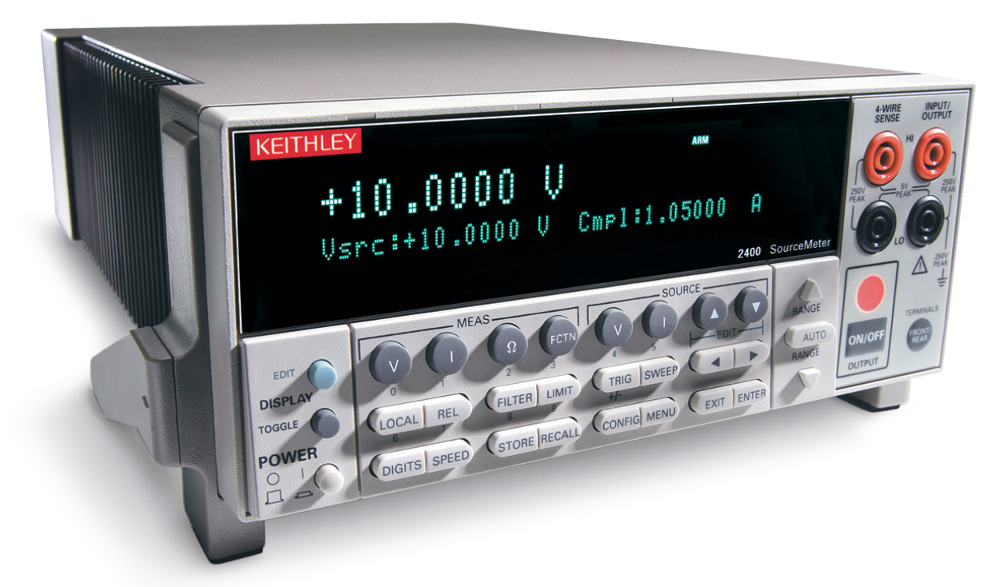 KEITHLEY
ARM
+10.0000 V
Vsrc:+10.0000 V Cmpl:1.05000 A
2400 SourceMeter
4-WIRE SENSE
INPUT/ OUTPUT
HI
250V PEAK
5V PEAK
250V PEAK
LO
250V PEAK
MEAS
SOURCE
V
I
Ω
FCTN
V
I
EDIT
0
1
2
3
4
5
EDIT
DISPLAY
TOGGLE
POWER
LOCAL
REL
FILTER
LIMIT
TRIG
SWEEP
6
7
8
9
+/-
DIGITS
SPEED
STORE
RECALL
CONFIG
MENU
EXIT
ENTER
RANGE
AUTO
RANGE
ON/OFF
OUTPUT
TERMINALS
FRONT/ REAR